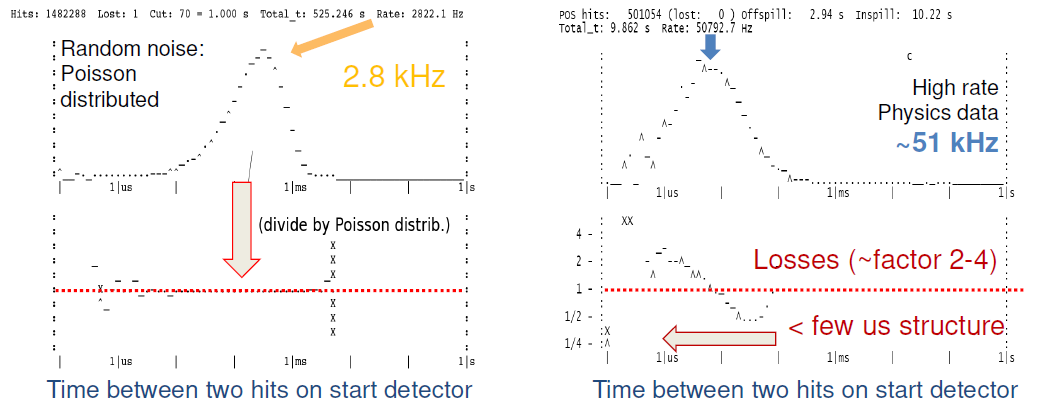 Hits: 1482288 Lost: 1 Cut: 70 = 1.000 s Total_t: 525.246 s Rate: 2822.1 Hz
Random noise:
Poisson
distributed
2.8 kHz
1|us
1|ms
1|s
(divide by Poisson distrib.)
1|us
1|ms
1|s
Time between two hits on start detector
POS hits: 501054 (lost: 0 ) Offspill: 2.94 s Inspill: 10.22 s
Total_t: 9.862 s Rate: 50792.7 Hz
c
High rate
Physics data
~51 kHz
1|us
1|ms
1|s
4 -
2 -
1 -
1/2 -
1/4 -
Losses (~factor 2-4)
< few us structure
1|us
1|ms
1|s
Time between two hits on start detector